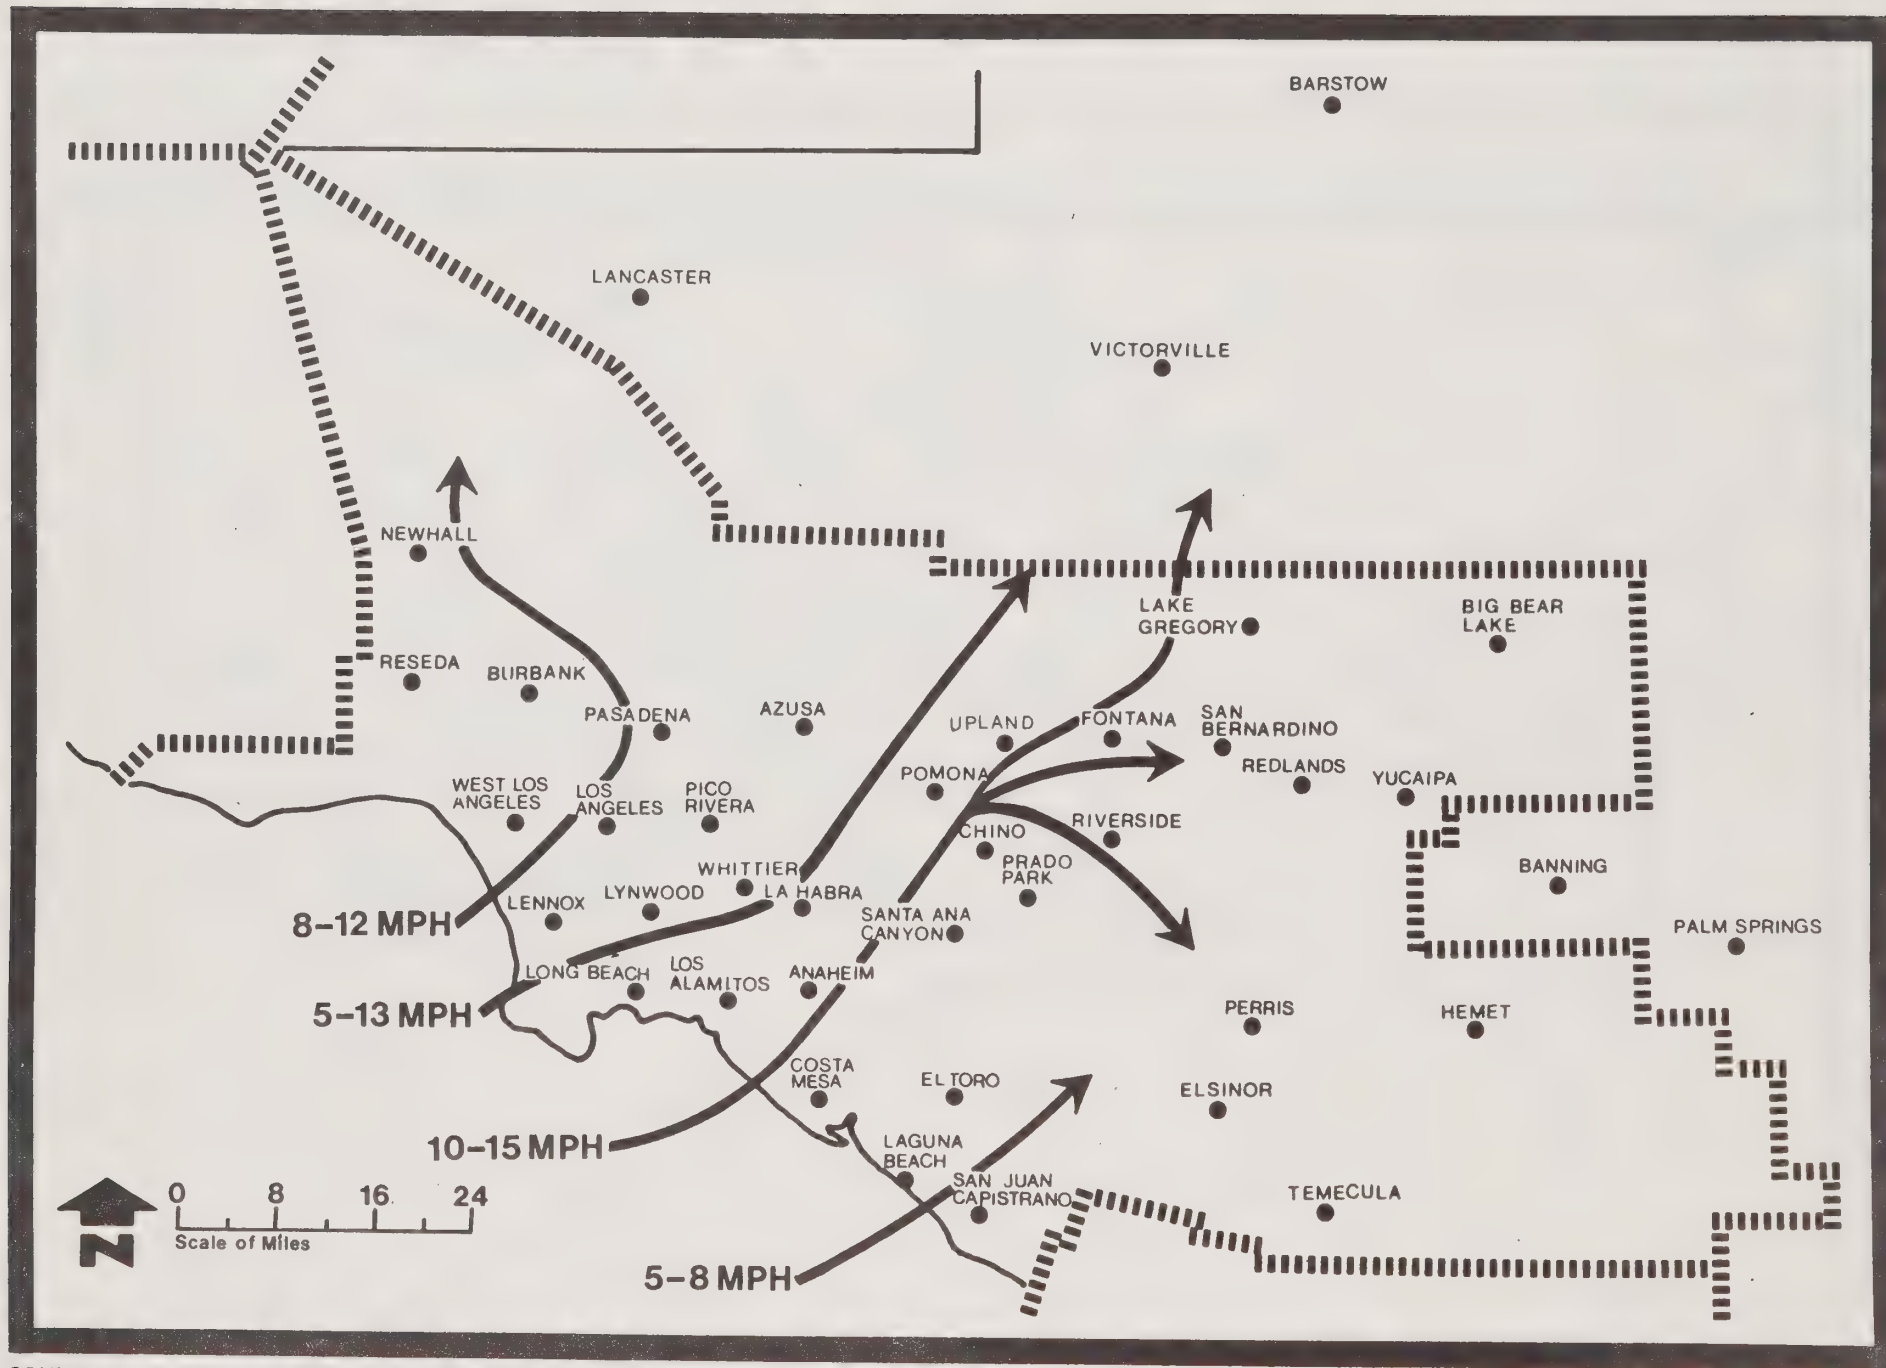 BARSTOW
LANCASTER
VICTORVILLE
NEWHALL
LAKE
GREGORY
BIG BEAR
LAKE
RESEDA
BURBANK
PASADENA
AZUSA
UPLAND
FONTANA
SAN
BERNARDINO
POMONA
REDLANDS
YUCAIPA
WEST LOS
ANGELES
LOS
ANGELES
PICO
RIVERA
CHINO
RIVERSIDE
PRADO
PARK
BANNING
WHITTIER
LA HABRA
LYNWOOD
LENNOX
8–12 MPH
SANTA ANA
CANYON
PALM SPRINGS
LONG BEACH
LOS
ALAMITOS
ANAHEIM
5–13 MPH
PERRIS
HEMET
COSTA
MESA
EL TORO
ELSINOR
10–15 MPH
LAGUNA
BEACH
SAN JUAN
CAPISTRANO
TEMECULA
N
0 8 16 24
Scale of Miles
5–8 MPH